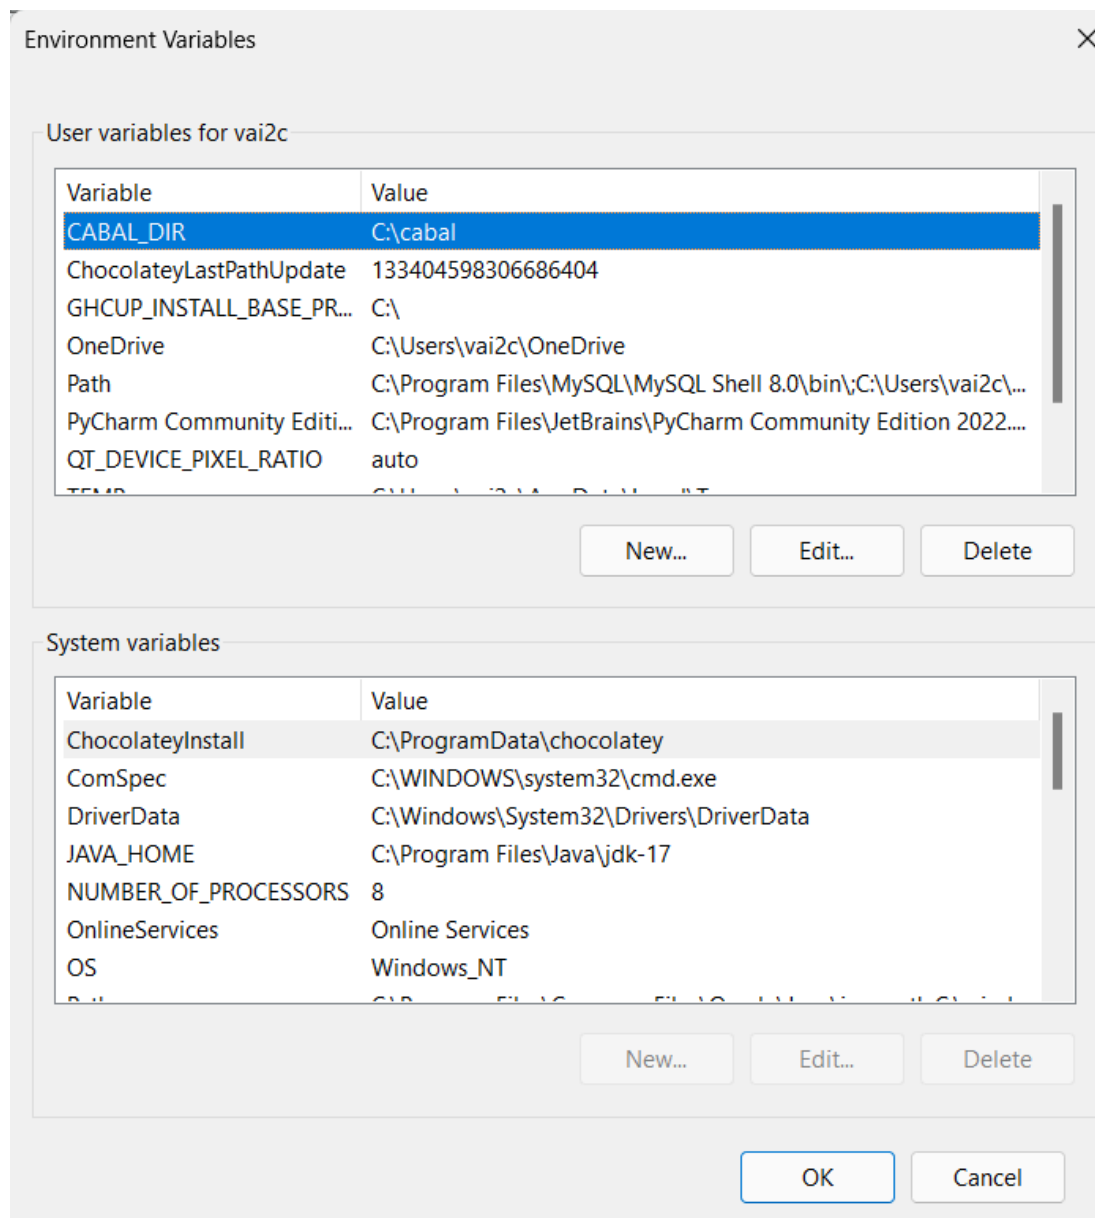 Environment Variables
User variables for vai2c
Variable Value
CABAL_DIR C:\cabal
ChocolateyLastPathUpdate 133404598306686404
GHCUP_INSTALL_BASE_PR... C:\
OneDrive C:\Users\vai2c\OneDrive
Path C:\Program Files\MySQL\MySQL Shell 8.0\bin\;C:\Users\vai2c\...
PyCharm Community Editi... C:\Program Files\JetBrains\PyCharm Community Edition 2022....
QT_DEVICE_PIXEL_RATIO auto
New... Edit... Delete
System variables
Variable Value
ChocolateyInstall C:\ProgramData\chocolatey
ComSpec C:\WINDOWS\system32\cmd.exe
DriverData C:\Windows\System32\Drivers\DriverData
JAVA_HOME C:\Program Files\Java\jdk-17
NUMBER_OF_PROCESSORS 8
OnlineServices Online Services
OS Windows_NT
New... Edit... Delete
OK Cancel